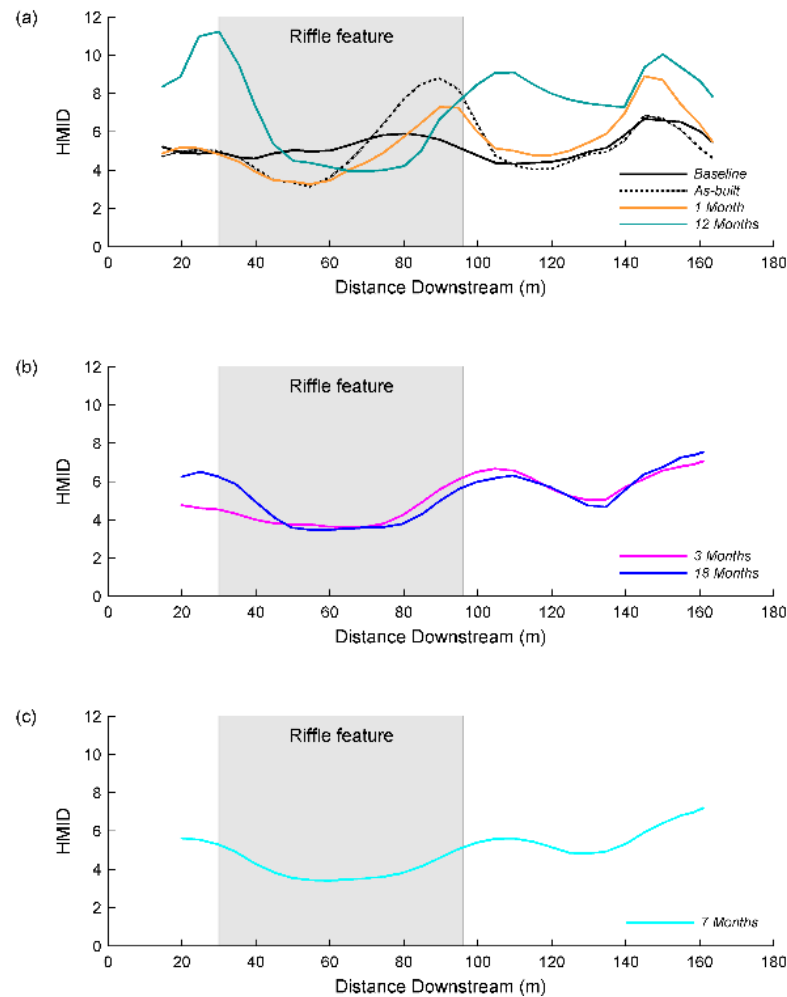 (a)
Riffle feature
HMID
12
10
8
6
4
2
0
Baseline
As-built
1 Month
12 Months
0 20 40 60 80 100 120 140 160 180
Distance Downstream (m)
(b)
Riffle feature
HMID
12
10
8
6
4
2
0
3 Months
18 Months
0 20 40 60 80 100 120 140 160 180
Distance Downstream (m)
(c)
Riffle feature
HMID
12
10
8
6
4
2
0
7 Months
0 20 40 60 80 100 120 140 160 180
Distance Downstream (m)